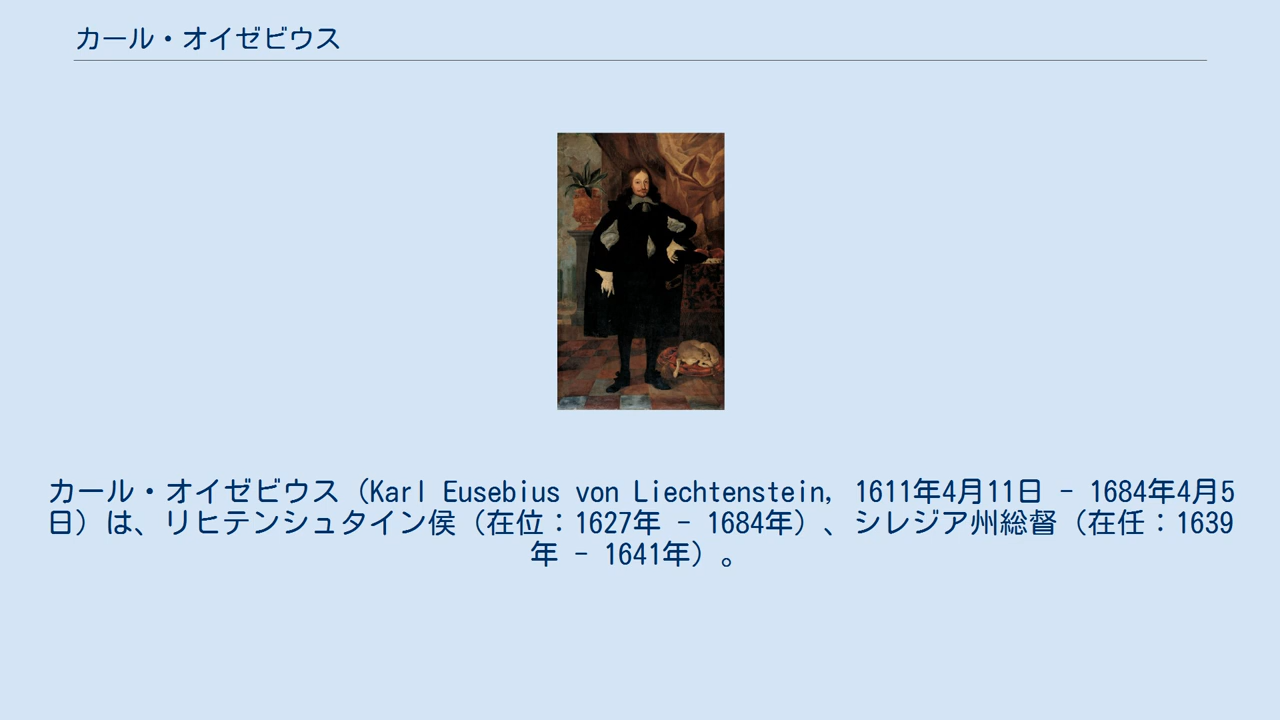 カール・オイゼビウス
カール・オイゼビウス（Karl Eusebius von Liechtenstein, 1611年4月11日 - 1684年4月5
日）は、リヒテンシュタイン侯（在位：1627年 - 1684年）、シレジア州総督（在任：1639
年 - 1641年）。